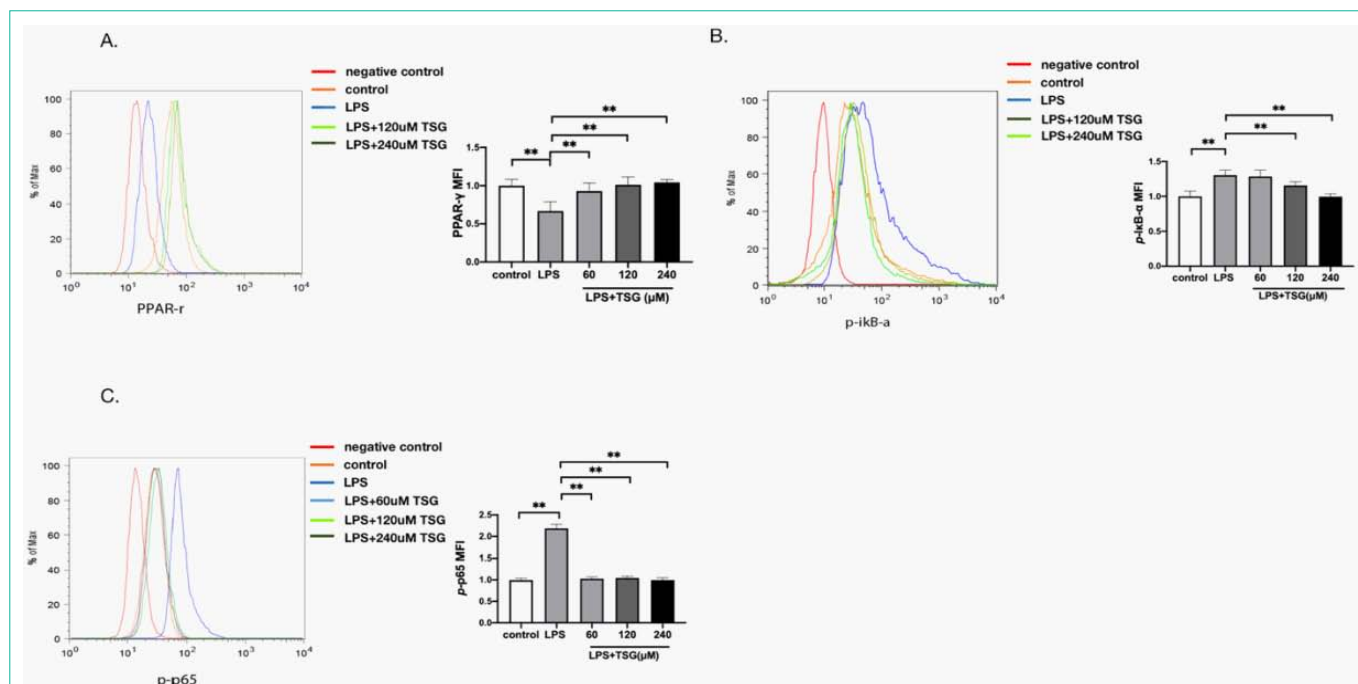 A.
negative control
control
LPS
LPS+120uM TSG
LPS+240uM TSG
100
80
60
40
20
0
% of Max
10⁰ 10¹ 10² 10³ 10⁴
PPAR-r
** ** ** **
1.5
1.0
0.5
0.0
PPAR-γ MFI
control LPS 60 120 240
LPS+TSG (µM)
B.
negative control
control
LPS
LPS+120uM TSG
LPS+240uM TSG
100
80
60
40
20
0
% of Max
10⁰ 10¹ 10² 10³ 10⁴
p-ikB-a
** ** **
1.5
1.0
0.5
0.0
p-IκB-α MFI
control LPS 60 120 240
LPS+TSG (µM)
C.
negative control
control
LPS
LPS+60uM TSG
LPS+120uM TSG
LPS+240uM TSG
100
80
60
40
20
0
% of Max
10⁰ 10¹ 10² 10³ 10⁴
p-p65
** ** ** **
2.5
2.0
1.5
1.0
0.5
0.0
p-p65 MFI
control LPS 60 120 240
LPS+TSG(µM)